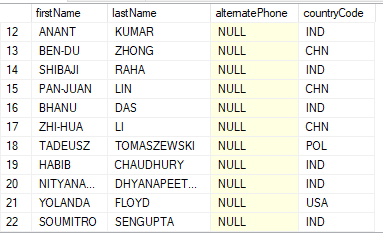 firstName lastName alternatePhone countryCode
12 ANANT KUMAR NULL IND
13 BEN-DU ZHONG NULL CHN
14 SHIBAJI RAHA NULL IND
15 PAN-JUAN LIN NULL CHN
16 BHANU DAS NULL IND
17 ZHI-HUA LI NULL CHN
18 TADEUSZ TOMASZEWSKI NULL POL
19 HABIB CHAUDHURY NULL IND
20 NITYANA... DHYANAPEET... NULL IND
21 YOLANDA FLOYD NULL USA
22 SOUMITRO SENGUPTA NULL IND